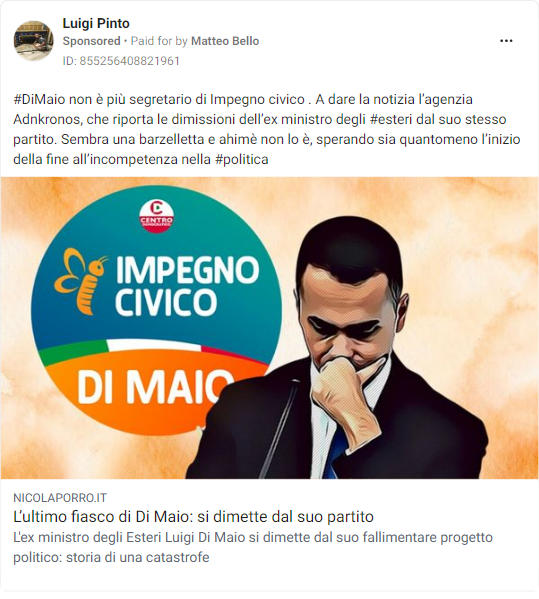 Luigi Pinto
Sponsored • Paid for by Matteo Bello
ID: 855256408821961
#DiMaio non è più segretario di Impegno civico . A dare la notizia l’agenzia
Adnkronos, che riporta le dimissioni dell’ex ministro degli #esteri dal suo stesso
partito. Sembra una barzelletta e ahimè non lo è, sperando sia quantomeno l’inizio
della fine all’incompetenza nella #politica
CENTRO
DEMOCRATICO
IMPEGNO
CIVICO
DI MAIO
NICOLAPORRO.IT
L’ultimo fiasco di Di Maio: si dimette dal suo partito
L'ex ministro degli Esteri Luigi Di Maio si dimette dal suo fallimentare progetto
politico: storia di una catastrofe